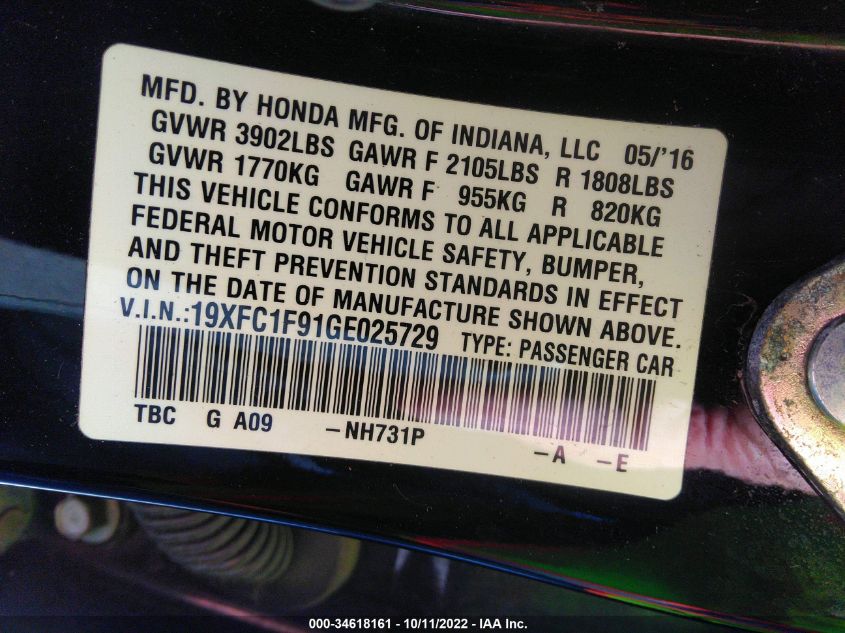 MFD. BY HONDA MFG. OF INDIANA, LLC 05/'16
GVWR 3902LBS GAWR F 2105LBS R 1808LBS
GVWR 1770KG GAWR F 955KG R 820KG
THIS VEHICLE CONFORMS TO ALL APPLICABLE
FEDERAL MOTOR VEHICLE SAFETY, BUMPER,
AND THEFT PREVENTION STANDARDS IN EFFECT
ON THE DATE OF MANUFACTURE SHOWN ABOVE.
V.I.N.:19XFC1F91GE025729 TYPE: PASSENGER CAR
TBC G A09 -NH731P -A -E
000-34618161 - 10/11/2022 - IAA Inc.